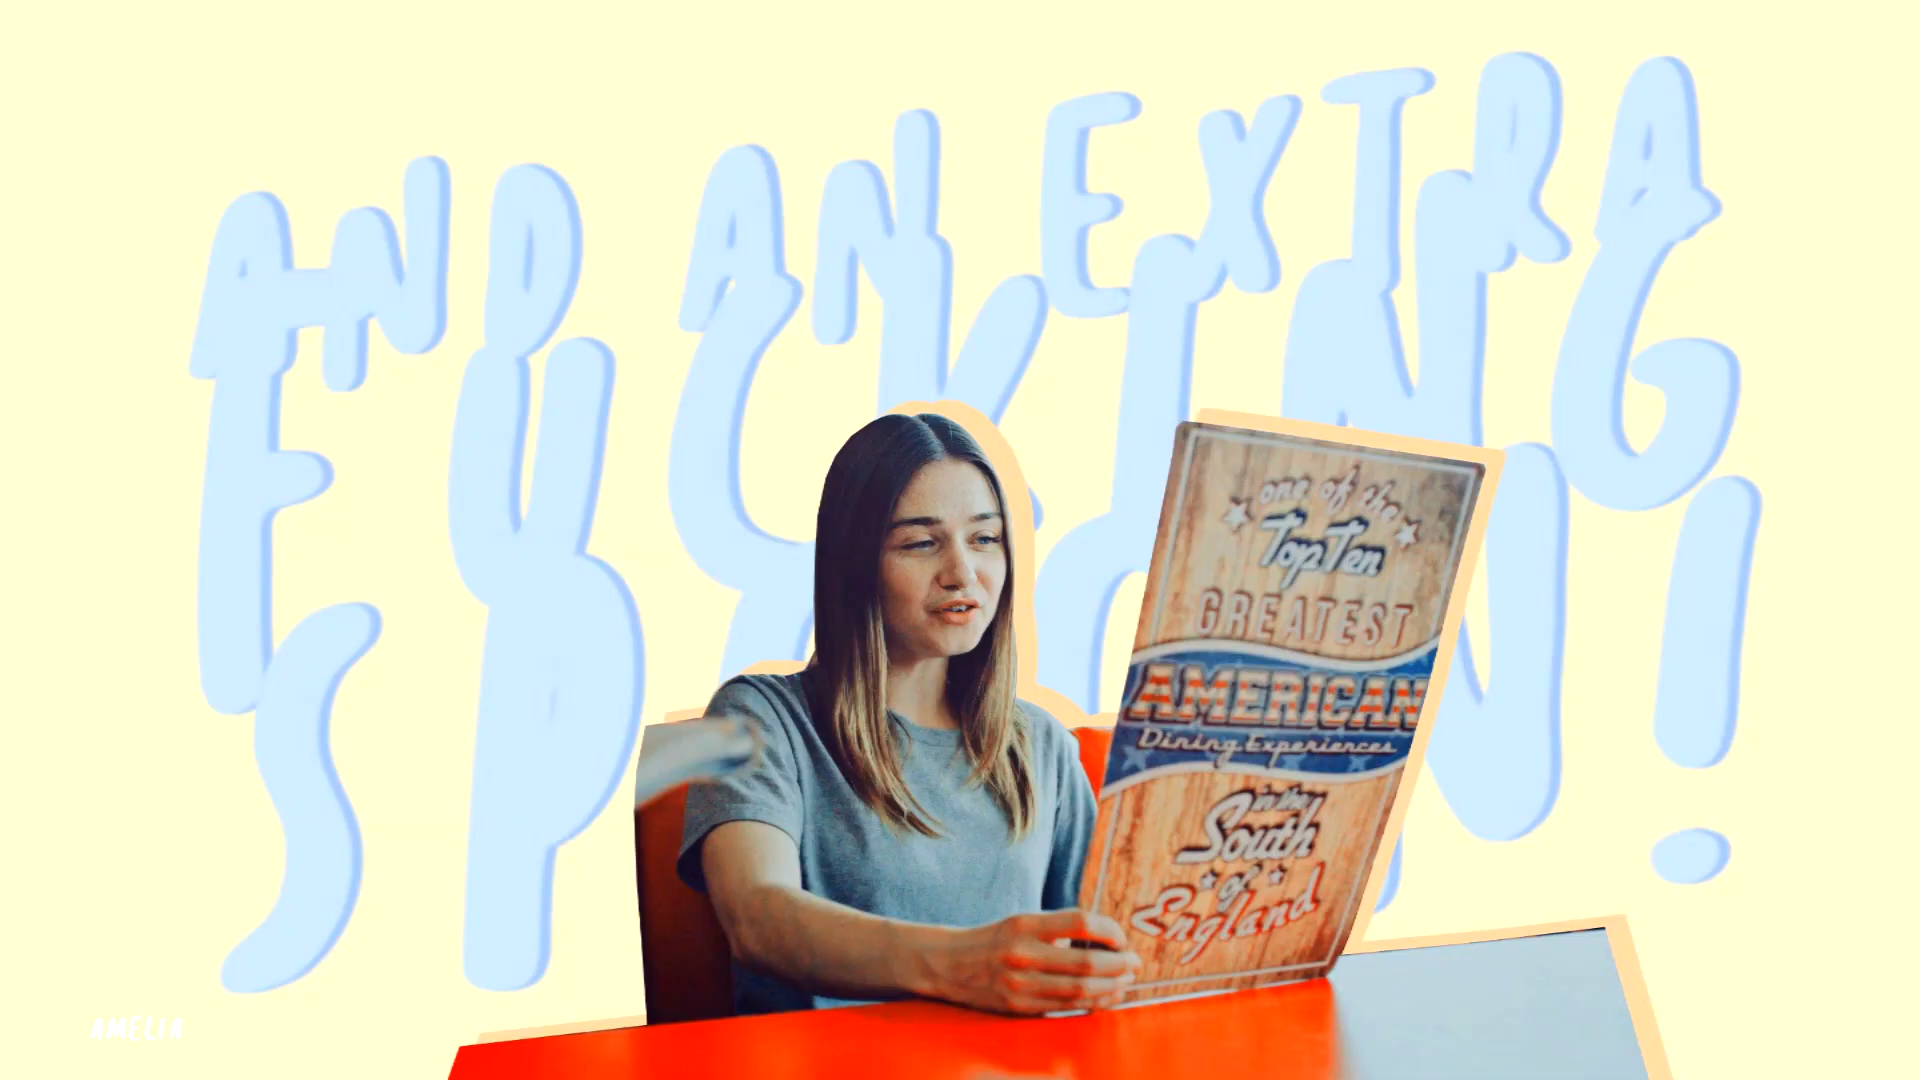 AND AN EXTRA
FUCKING
SPOON!
one of the
Top Ten
GREATEST
AMERICAN
Dining Experiences
in the
South
of
England
AMELIA